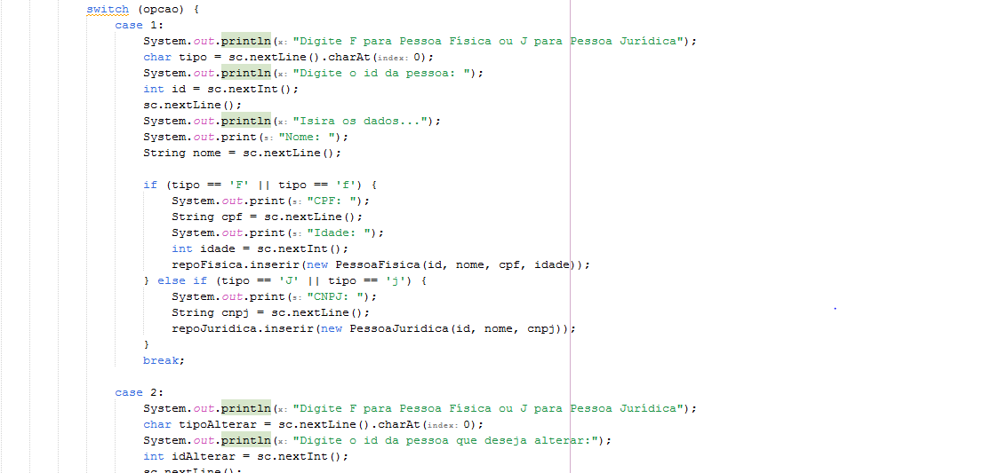 switch (opcao) {
case 1:
System.out.println(x: "Digite F para Pessoa Física ou J para Pessoa Jurídica");
char tipo = sc.nextLine().charAt(index: 0);
System.out.println(x: "Digite o id da pessoa: ");
int id = sc.nextInt();
sc.nextLine();
System.out.println(x: "Isira os dados...");
System.out.print(s: "Nome: ");
String nome = sc.nextLine();
if (tipo == 'F' || tipo == 'f') {
System.out.print(s: "CPF: ");
String cpf = sc.nextLine();
System.out.print(s: "Idade: ");
int idade = sc.nextInt();
repoFisica.inserir(new PessoaFisica(id, nome, cpf, idade));
} else if (tipo == 'J' || tipo == 'j') {
System.out.print(s: "CNPJ: ");
String cnpj = sc.nextLine();
repoJuridica.inserir(new PessoaJuridica(id, nome, cnpj));
}
break;
case 2:
System.out.println(x: "Digite F para Pessoa Física ou J para Pessoa Jurídica");
char tipoAlterar = sc.nextLine().charAt(index: 0);
System.out.println(x: "Digite o id da pessoa que deseja alterar:");
int idAlterar = sc.nextInt();
sc.nextLine();